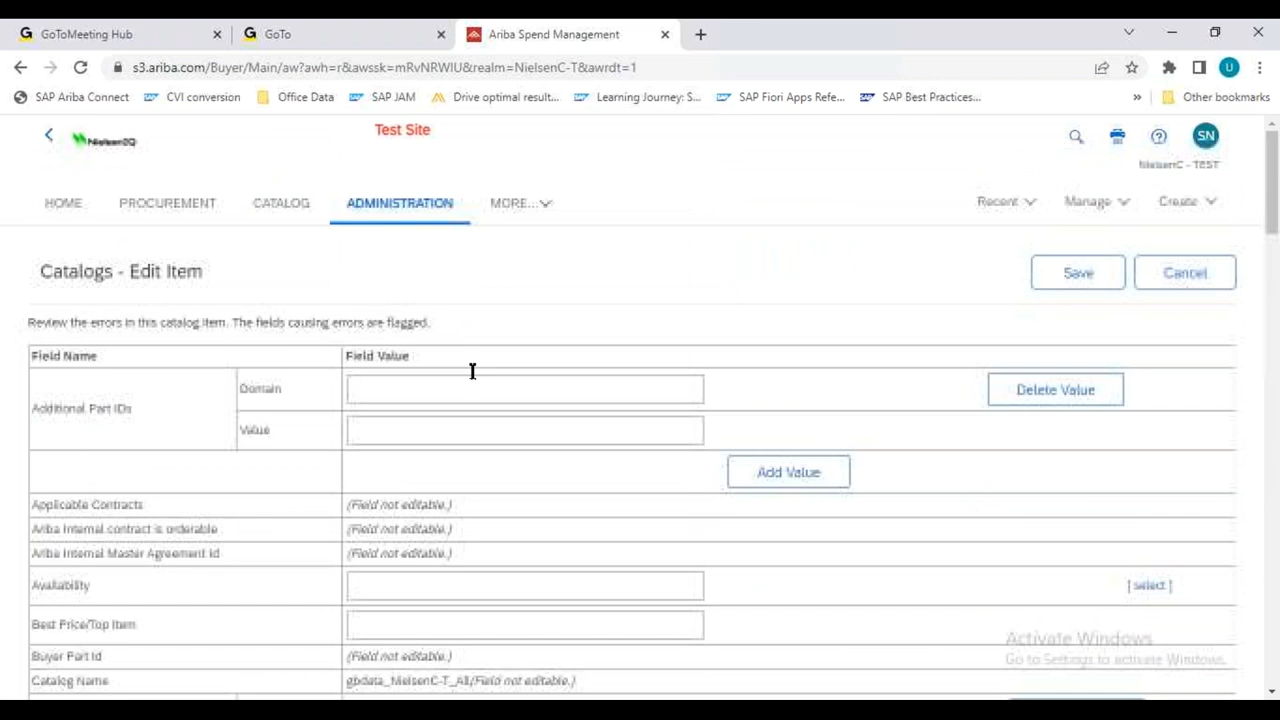 GoToMeeting Hub
GoTo
Ariba Spend Management
s3.ariba.com/Buyer/Main/aw?awh=r&awssk=mRvNRWIU&realm=NielsenC-T&awrdt=1
SAP Ariba Connect
CVI conversion
Office Data
SAP JAM
Drive optimal result...
Learning Journey: S...
SAP Fiori Apps Refe...
SAP Best Practices...
»
Other bookmarks
U
NielsenIQ
Test Site
SN
NielsenC - TEST
HOME
PROCUREMENT
CATALOG
ADMINISTRATION
MORE...
Recent
Manage
Create
Catalogs - Edit Item
Save
Cancel
Review the errors in this catalog item. The fields causing errors are flagged.
Field Name
Field Value
Additional Part IDs
Domain
Delete Value
Value
Add Value
Applicable Contracts
(Field not editable.)
Ariba Internal contract is orderable
(Field not editable.)
Ariba Internal Master Agreement Id
(Field not editable.)
Availability
[ select ]
Best Price/Top Item
Activate Windows
Go to Settings to activate Windows.
Buyer Part Id
(Field not editable.)
Catalog Name
gbdata_NielsenC-T_All(Field not editable.)